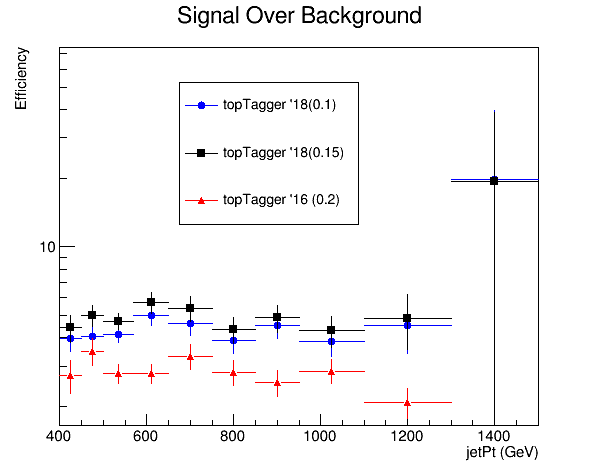 Signal Over Background
Efficiency
topTagger '18(0.1)
topTagger '18(0.15)
topTagger '16 (0.2)
10
400 600 800 1000 1200 1400
jetPt (GeV)